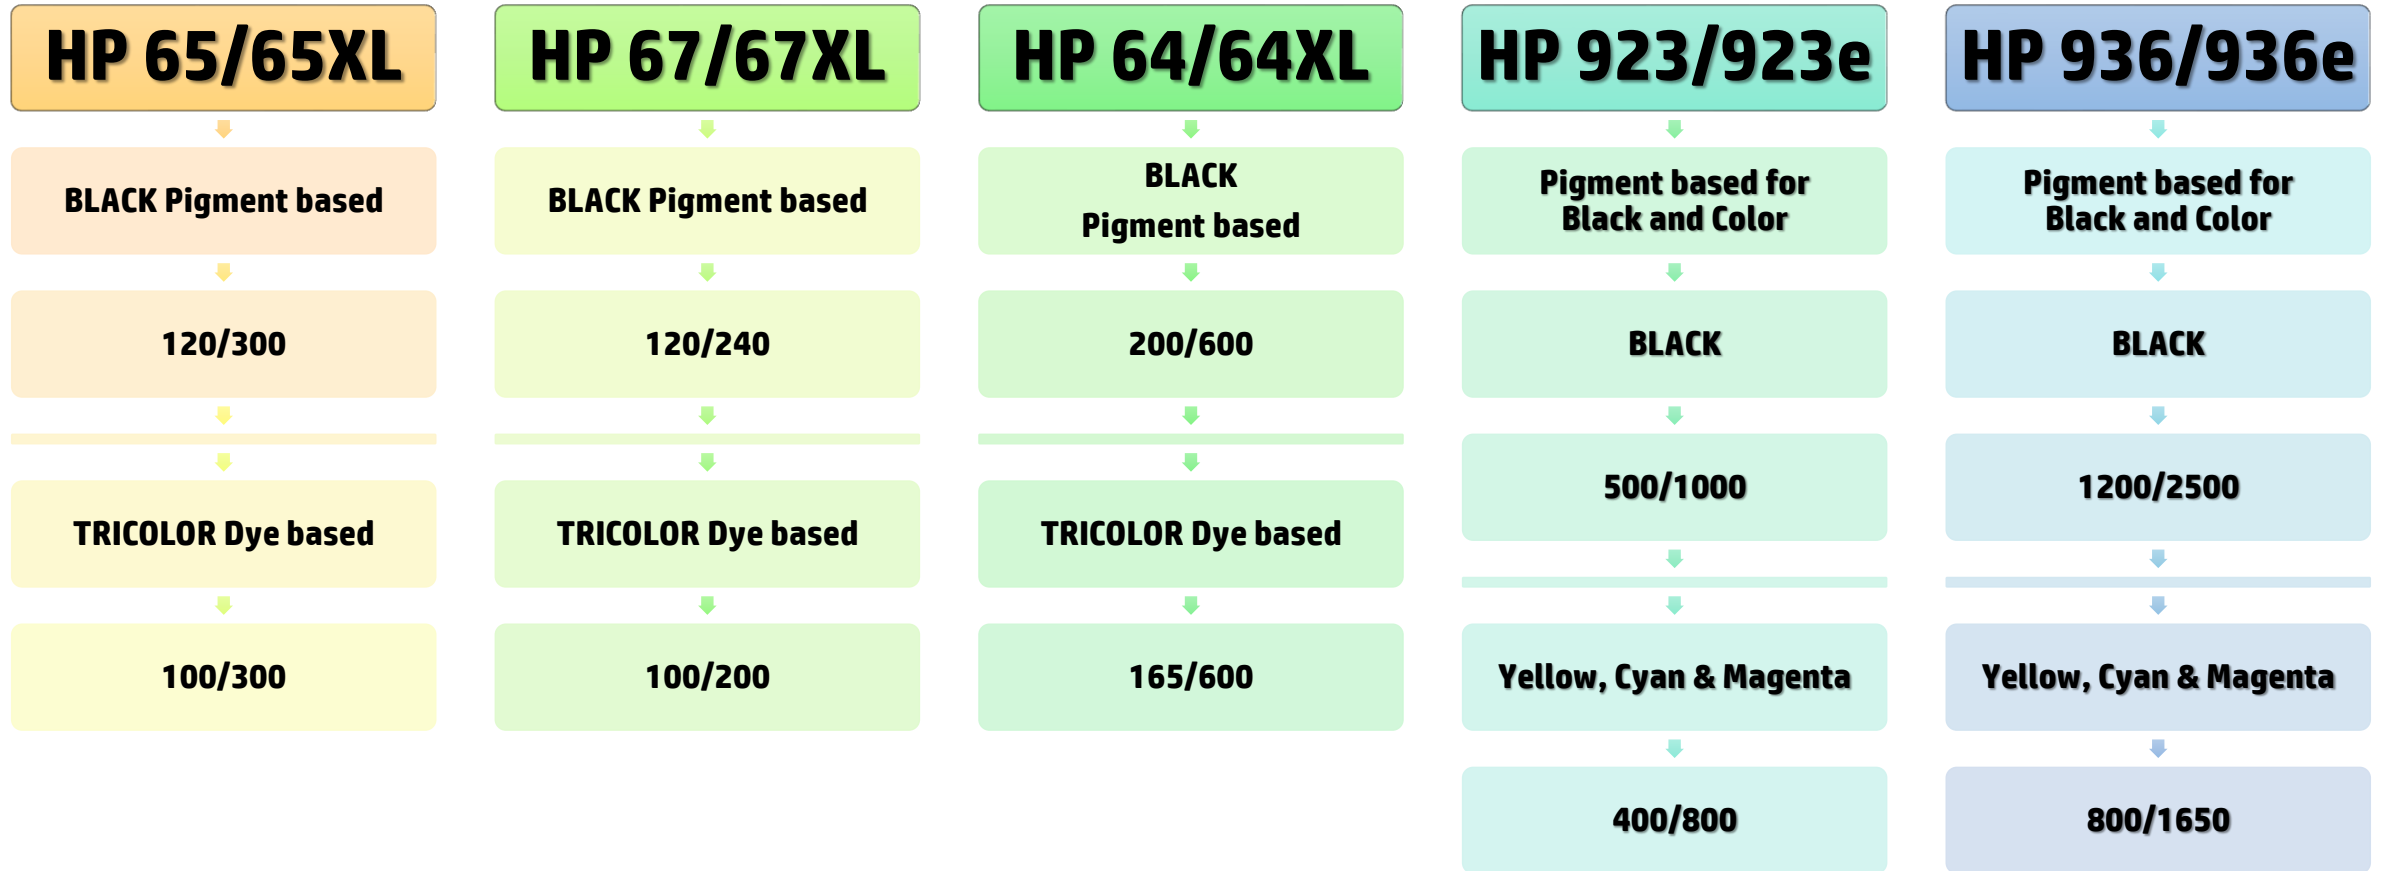 HP 65/65XL
BLACK Pigment based
120/300
TRICOLOR Dye based
100/300
HP 67/67XL
BLACK Pigment based
120/240
TRICOLOR Dye based
100/200
HP 64/64XL
BLACK
Pigment based
200/600
TRICOLOR Dye based
165/600
HP 923/923e
Pigment based for
Black and Color
BLACK
500/1000
Yellow, Cyan & Magenta
400/800
HP 936/936e
Pigment based for
Black and Color
BLACK
1200/2500
Yellow, Cyan & Magenta
800/1650